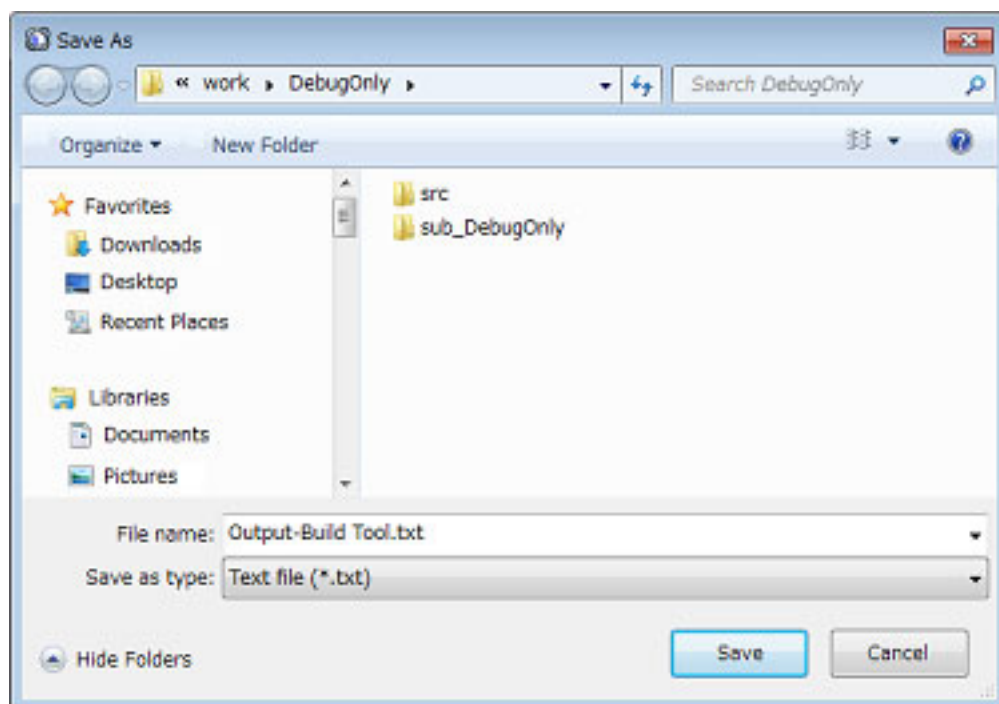 Save As
« work ▸ DebugOnly ▸
Search DebugOnly
Organize ▾ New Folder
Favorites
Downloads
Desktop
Recent Places
Libraries
Documents
Pictures
src
sub_DebugOnly
File name: Output-Build Tool.txt
Save as type: Text file (*.txt)
Hide Folders
Save
Cancel